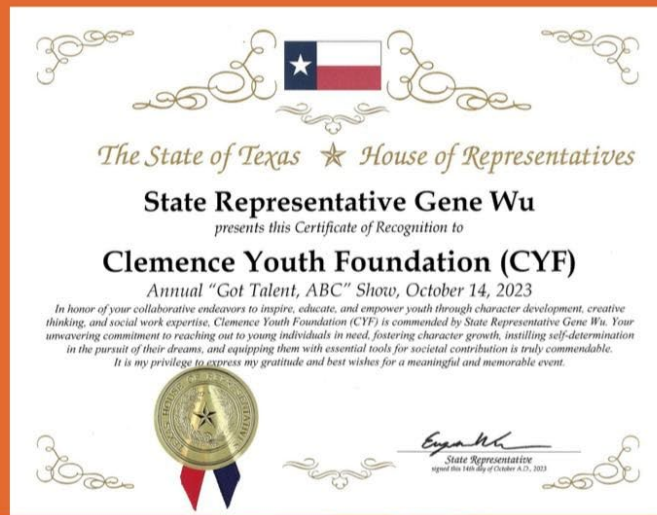 The State of Texas House of Representatives
State Representative Gene Wu
presents this Certificate of Recognition to
Clemence Youth Foundation (CYF)
Annual "Got Talent, ABC" Show, October 14, 2023
In honor of your collaborative endeavors to inspire, educate, and empower youth through character development, creative
thinking, and social work expertise, Clemence Youth Foundation (CYF) is commended by State Representative Gene Wu. Your
unwavering commitment to reaching out to young individuals in need, fostering character growth, instilling self-determination
in the pursuit of their dreams, and equipping them with essential tools for societal contribution is truly commendable.
It is my privilege to express my gratitude and best wishes for a meaningful and memorable event.
State Representative
signed this 14th day of October A.D., 2023